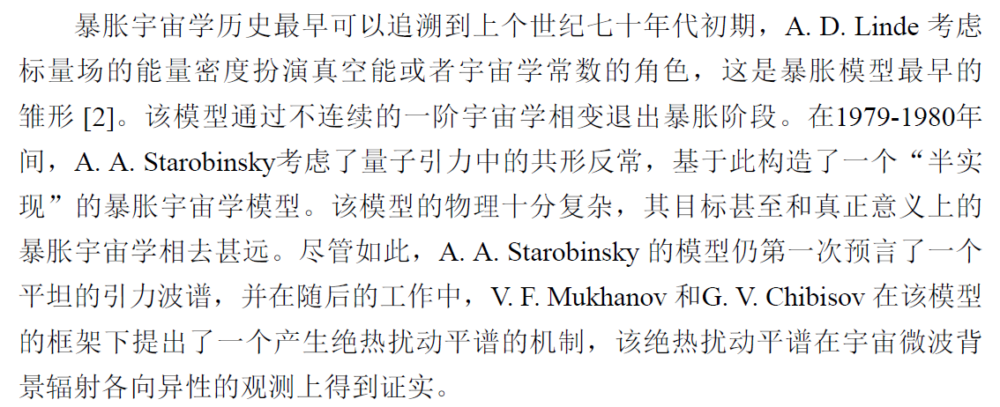 暴胀宇宙学历史最早可以追溯到上个世纪七十年代初期，A. D. Linde 考虑
标量场的能量密度扮演真空能或者宇宙学常数的角色，这是暴胀模型最早的
雏形 [2]。该模型通过不连续的一阶宇宙学相变退出暴胀阶段。在1979-1980年
间，A. A. Starobinsky考虑了量子引力中的共形反常，基于此构造了一个“半实
现”的暴胀宇宙学模型。该模型的物理十分复杂，其目标甚至和真正意义上的
暴胀宇宙学相去甚远。尽管如此，A. A. Starobinsky 的模型仍第一次预言了一个
平坦的引力波谱，并在随后的工作中，V. F. Mukhanov 和G. V. Chibisov 在该模型
的框架下提出了一个产生绝热扰动平谱的机制，该绝热扰动平谱在宇宙微波背
景辐射各向异性的观测上得到证实。